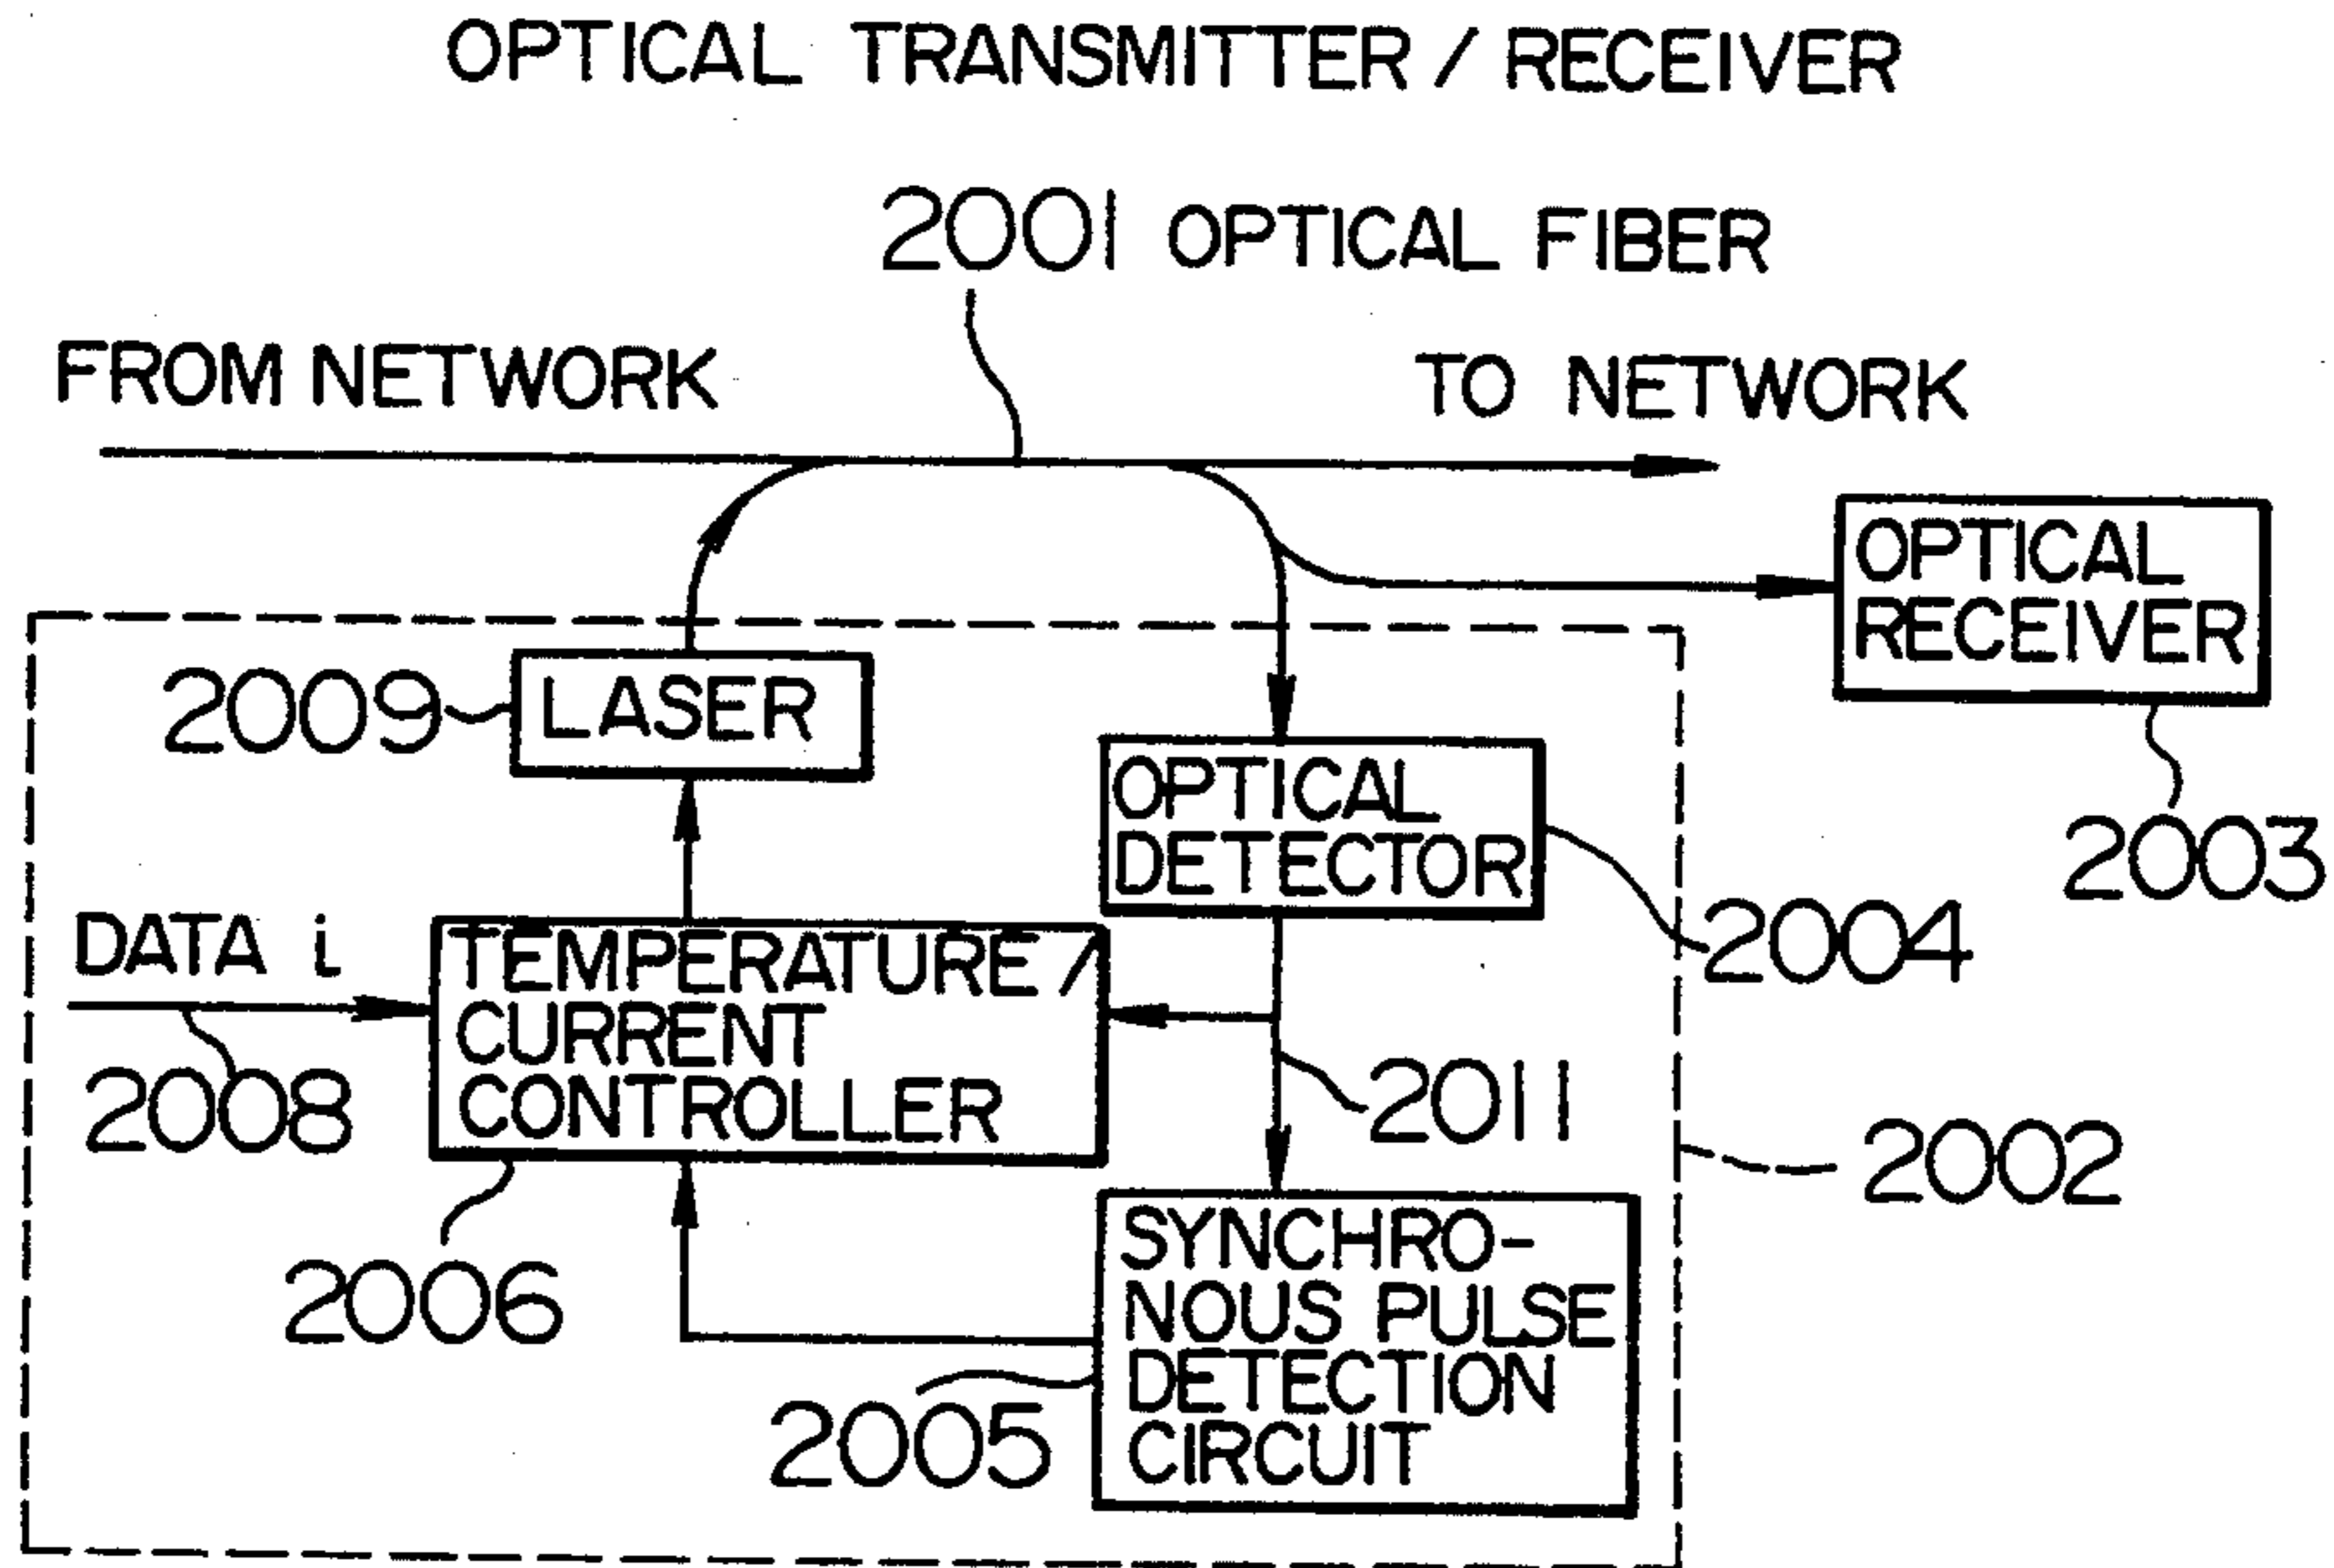 OPTICAL TRANSMITTER / RECEIVER
2001 OPTICAL FIBER
FROM NETWORK
TO NETWORK
OPTICAL
RECEIVER
2003
2009
LASER
OPTICAL
DETECTOR
2004
DATA i
2008
TEMPERATURE /
CURRENT
CONTROLLER
2006
2011
2002
SYNCHRO-
NOUS PULSE
DETECTION
CIRCUIT
2005